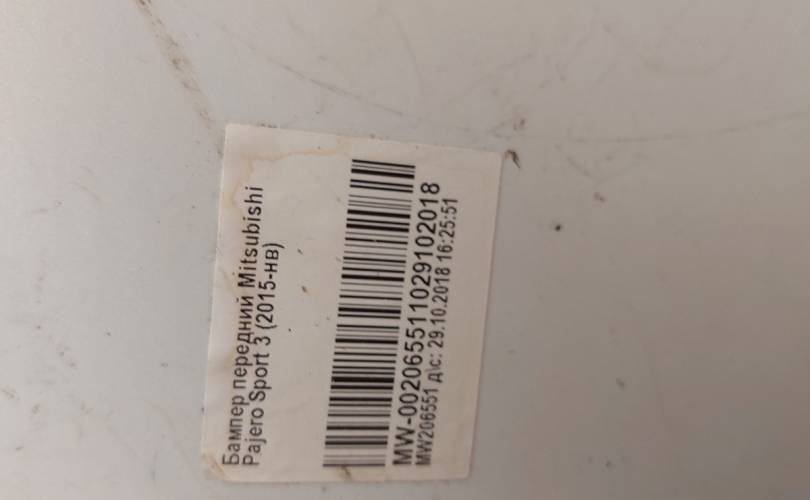 Бампер передний Mitsubishi
Pajero Sport 3 (2015-нв)
MW-002065511029102018
MW206551 д\с: 29.10.2018 16:25:51